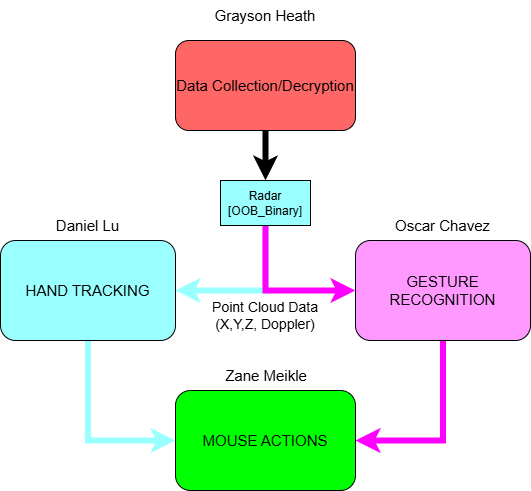 Grayson Heath
Data Collection/Decryption
Radar
[OOB_Binary]
Daniel Lu
Oscar Chavez
HAND TRACKING
GESTURE
RECOGNITION
Point Cloud Data
(X,Y,Z, Doppler)
Zane Meikle
MOUSE ACTIONS